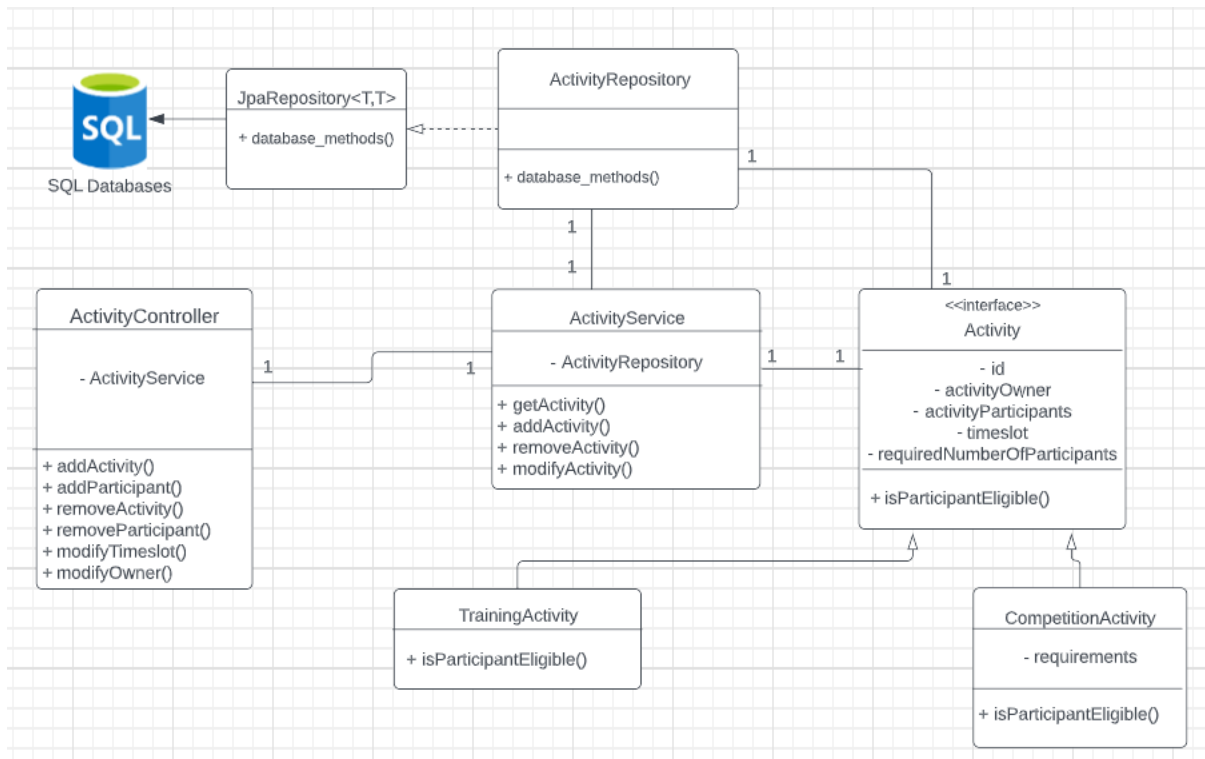 ActivityRepository
+ database_methods()
JpaRepository<T,T>
+ database_methods()
SQL
SQL Databases
1
1
1
1
ActivityController
- ActivityService
+ addActivity()
+ addParticipant()
+ removeActivity()
+ removeParticipant()
+ modifyTimeslot()
+ modifyOwner()
1
1
ActivityService
- ActivityRepository
+ getActivity()
+ addActivity()
+ removeActivity()
+ modifyActivity()
1
1
<<interface>>
Activity
- id
- activityOwner
- activityParticipants
- timeslot
- requiredNumberOfParticipants
+ isParticipantEligible()
TrainingActivity
+ isParticipantEligible()
CompetitionActivity
- requirements
+ isParticipantEligible()